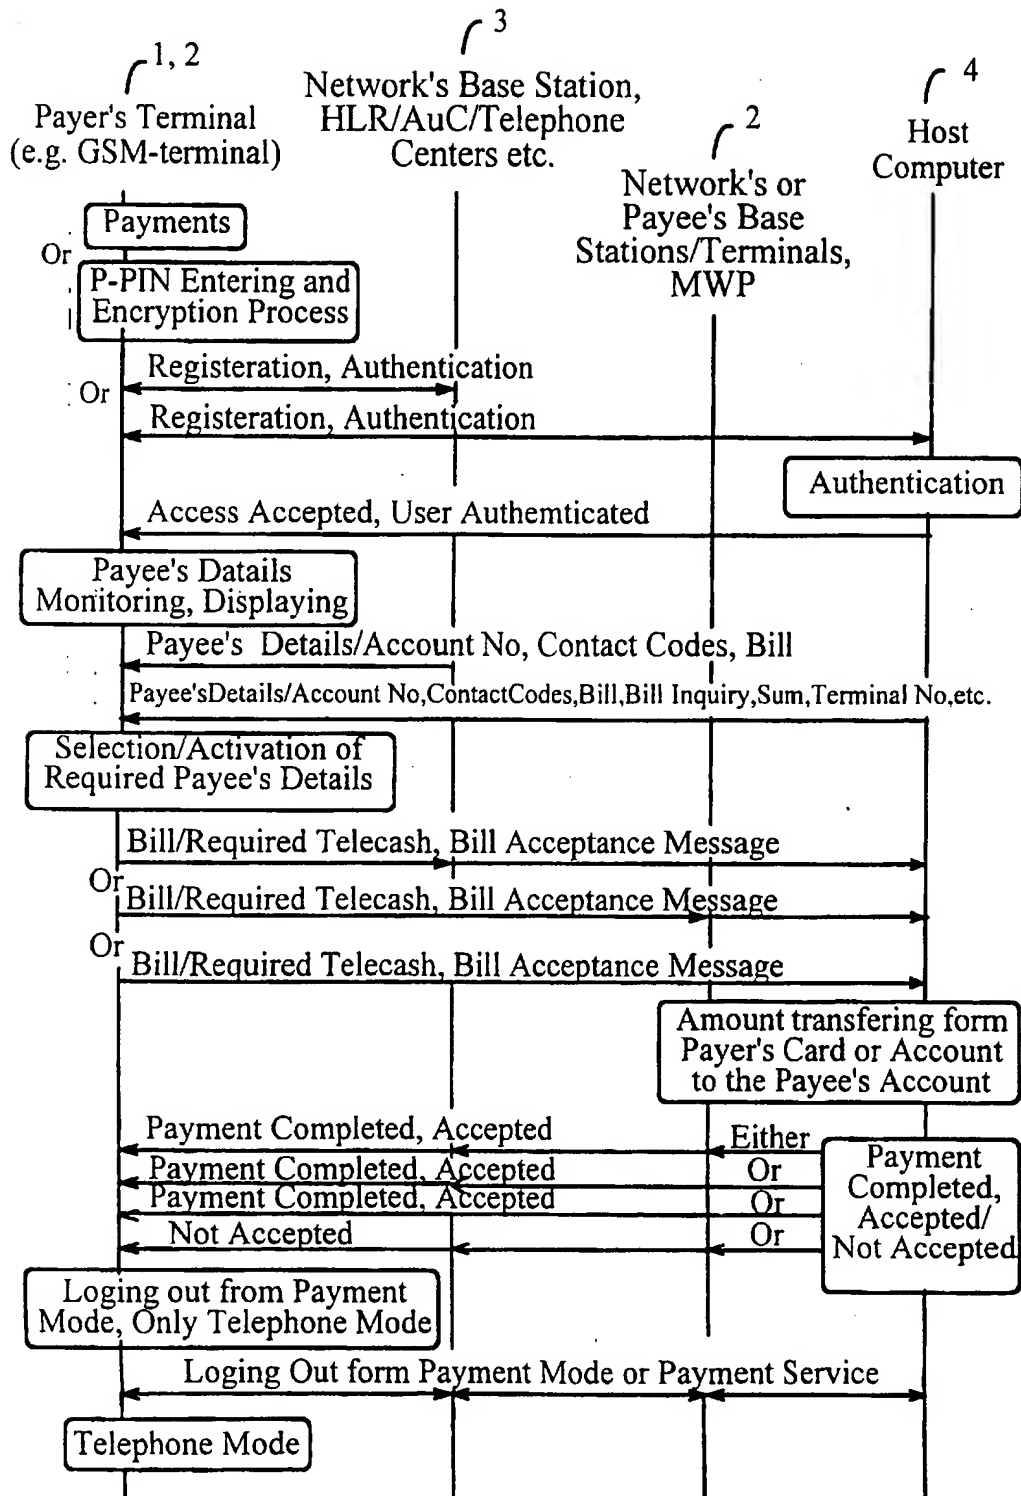 1, 2
Payer's Terminal
(e.g. GSM-terminal)
3
Network's Base Station,
HLR/AuC/Telephone
Centers etc.
2
Network's or
Payee's Base
Stations/Terminals,
MWP
4
Host
Computer
Payments
Or
P-PIN Entering and
Encryption Process
Registeration, Authentication
Or
Registeration, Authentication
Authentication
Access Accepted, User Authemticated
Payee's Datails
Monitoring, Displaying
Payee's Details/Account No, Contact Codes, Bill
Payee'sDetails/Account No,ContactCodes,Bill,Bill Inquiry,Sum,Terminal No,etc.
Selection/Activation of
Required Payee's Details
Bill/Required Telecash, Bill Acceptance Message
Or
Bill/Required Telecash, Bill Acceptance Message
Or
Bill/Required Telecash, Bill Acceptance Message
Amount transfering form
Payer's Card or Account
to the Payee's Account
Payment Completed, Accepted
Either
Payment Completed, Accepted
Or
Payment Completed, Accepted
Or
Not Accepted
Or
Payment
Completed,
Accepted/
Not Accepted
Loging out from Payment
Mode, Only Telephone Mode
Loging Out form Payment Mode or Payment Service
Telephone Mode